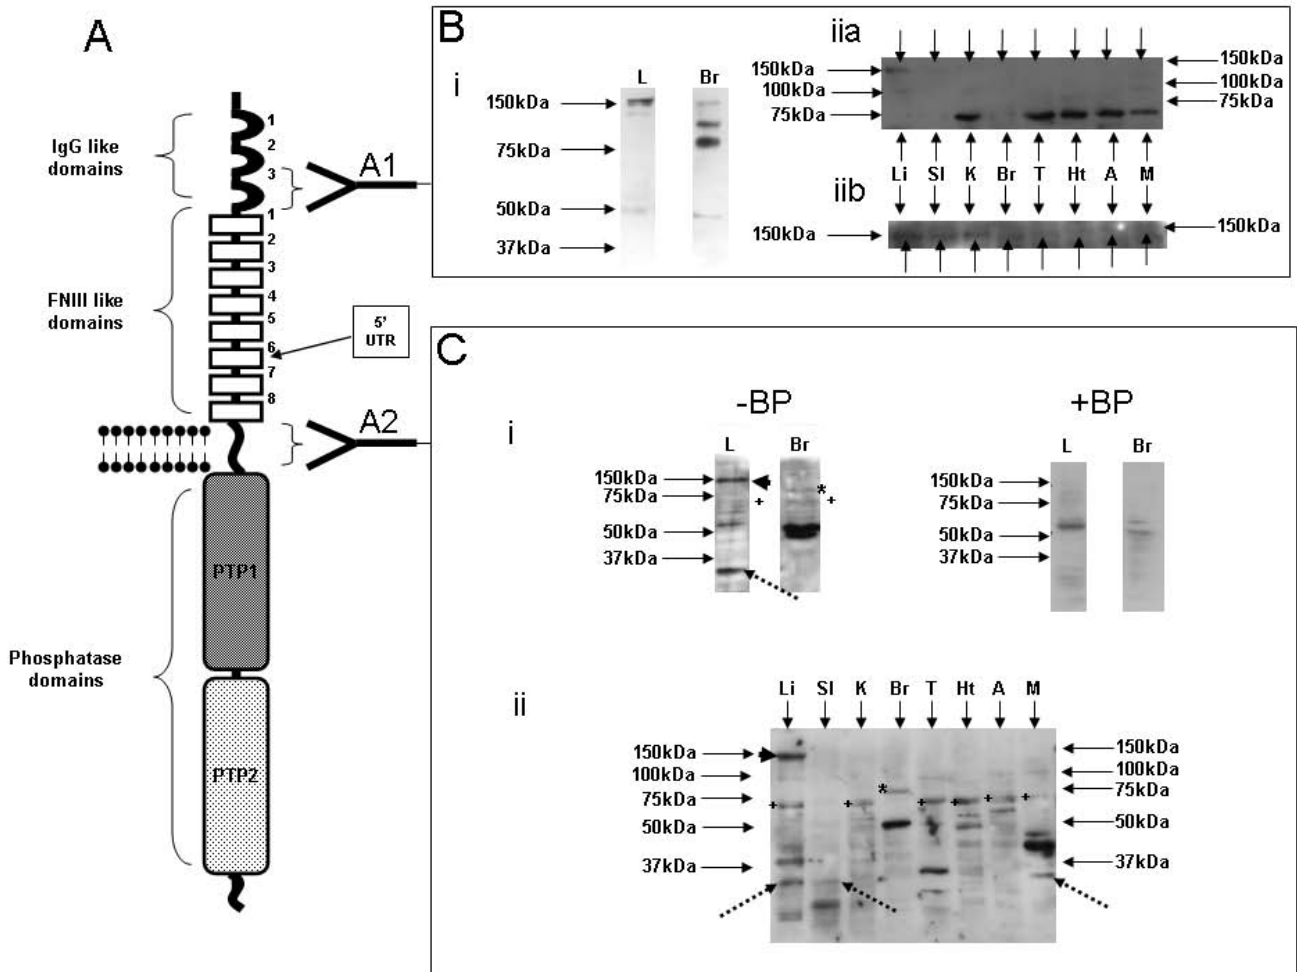 A
IgG like
domains
1
2
3
A1
FNIII like
domains
1
2
3
4
5
6
7
8
5'
UTR
A2
PTP1
Phosphatase
domains
PTP2
B
i
L Br
150kDa
75kDa
50kDa
37kDa
iia
150kDa
100kDa
75kDa
150kDa
100kDa
75kDa
Li Sl K Br T Ht A M
iib
150kDa
150kDa
C
i
-BP
L Br
150kDa
75kDa
50kDa
37kDa
+
*
+
+BP
L Br
150kDa
75kDa
50kDa
37kDa
ii
Li Sl K Br T Ht A M
150kDa
100kDa
75kDa
50kDa
37kDa
+ + * + + + +
150kDa
100kDa
75kDa
50kDa
37kDa